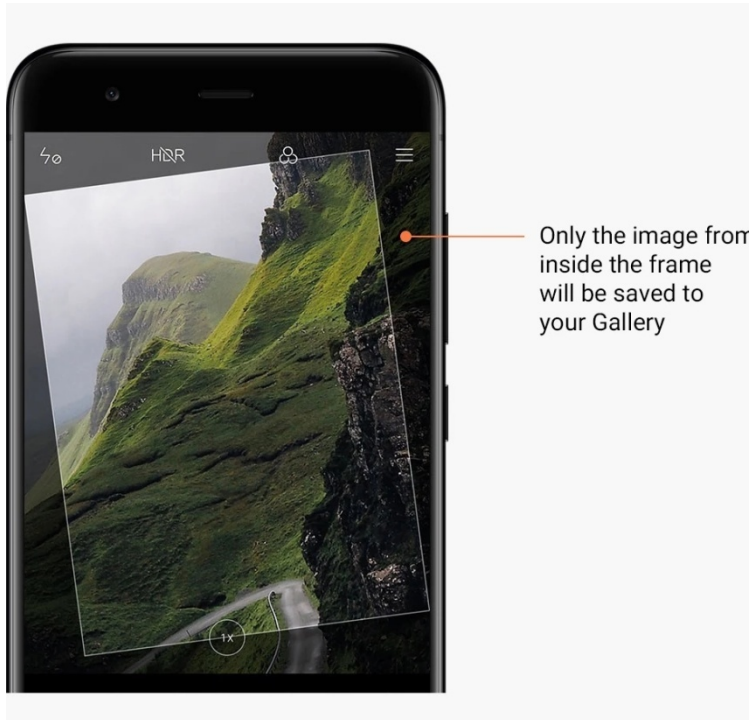 HDR
Only the image from
inside the frame
will be saved to
your Gallery
1X